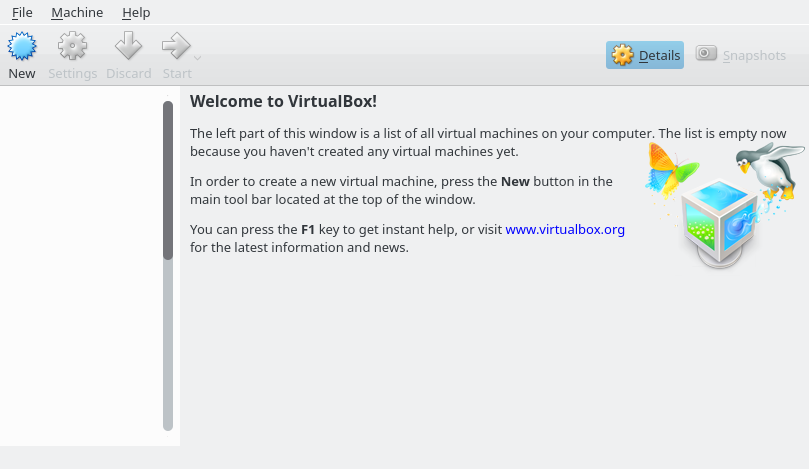 File Machine Help
New Settings Discard Start Details Snapshots
Welcome to VirtualBox!
The left part of this window is a list of all virtual machines on your computer. The list is empty now
because you haven't created any virtual machines yet.
In order to create a new virtual machine, press the New button in the
main tool bar located at the top of the window.
You can press the F1 key to get instant help, or visit www.virtualbox.org
for the latest information and news.